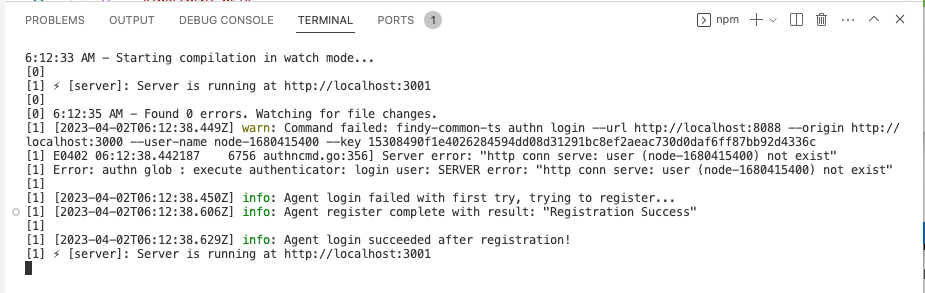 PROBLEMS OUTPUT DEBUG CONSOLE TERMINAL PORTS 1 npm
6:12:33 AM – Starting compilation in watch mode...
[0]
[1] ⚡ [server]: Server is running at http://localhost:3001
[0]
[0] 6:12:35 AM – Found 0 errors. Watching for file changes.
[1] [2023-04-02T06:12:38.449Z] warn: Command failed: findy-common-ts authn login --url http://localhost:8088 --origin http://
localhost:3000 --user-name node-1680415400 --key 15308490f1e4026284594dd08d31291bc8ef2aeac730d0daf6ff87bb92d4336c
[1] E0402 06:12:38.442187    6756 authncmd.go:356] Server error: "http conn serve: user (node-1680415400) not exist"
[1] Error: authn glob : execute authenticator: login user: SERVER error: "http conn serve: user (node-1680415400) not exist"
[1]
[1] [2023-04-02T06:12:38.450Z] info: Agent login failed with first try, trying to register...
[1] [2023-04-02T06:12:38.606Z] info: Agent register complete with result: "Registration Success"
[1]
[1] [2023-04-02T06:12:38.629Z] info: Agent login succeeded after registration!
[1] ⚡ [server]: Server is running at http://localhost:3001